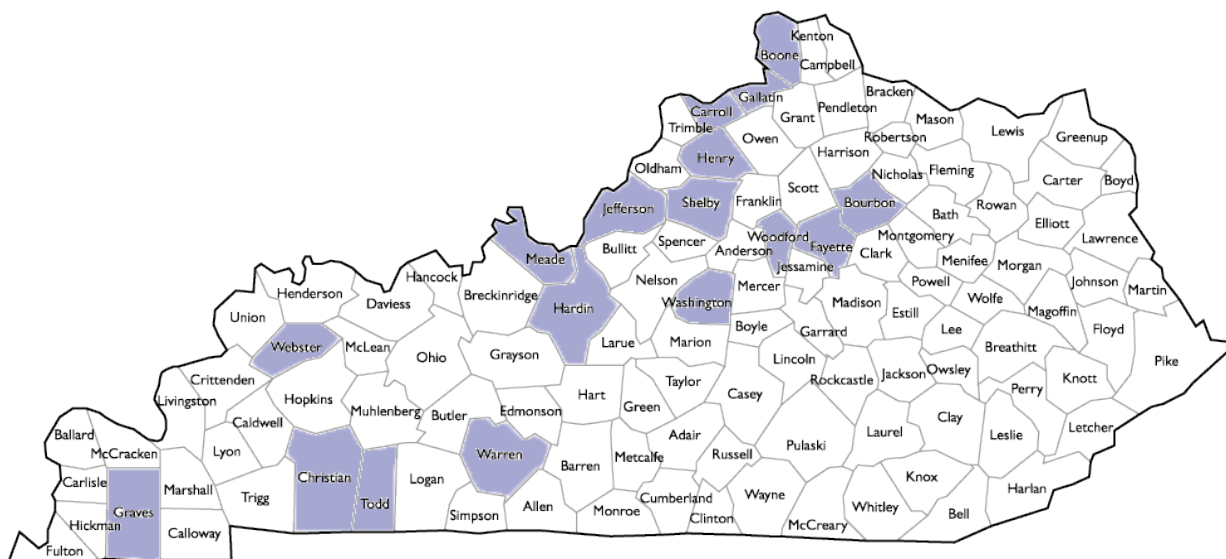 Kenton
Boone
Campbell
Gallatin
Bracken
Carroll
Pendleton
Grant
Mason
Trimble
Lewis
Greenup
Owen
Robertson
Henry
Harrison
Oldham
Nicholas
Fleming
Carter
Boyd
Scott
Shelby
Franklin
Bourbon
Rowan
Jefferson
Bath
Elliott
Woodford
Fayette
Montgomery
Lawrence
Spencer
Bullitt
Anderson
Clark
Menifee
Meade
Jessamine
Morgan
Hancock
Nelson
Powell
Johnson
Martin
Henderson
Daviess
Breckinridge
Washington
Mercer
Madison
Wolfe
Magoffin
Hardin
Estill
Union
Boyle
Garrard
Lee
Floyd
Webster
McLean
Larue
Marion
Ohio
Grayson
Breathitt
Lincoln
Pike
Crittenden
Taylor
Rockcastle
Jackson
Owsley
Knott
Livingston
Hopkins
Hart
Casey
Perry
Muhlenberg
Butler
Edmonson
Green
Caldwell
Clay
Ballard
Adair
Laurel
Leslie
Letcher
McCracken
Lyon
Pulaski
Warren
Metcalfe
Russell
Carlisle
Marshall
Christian
Logan
Barren
Knox
Trigg
Todd
Harlan
Graves
Cumberland
Wayne
Hickman
Calloway
Simpson
Allen
Monroe
Clinton
McCreary
Whitley
Bell
Fulton